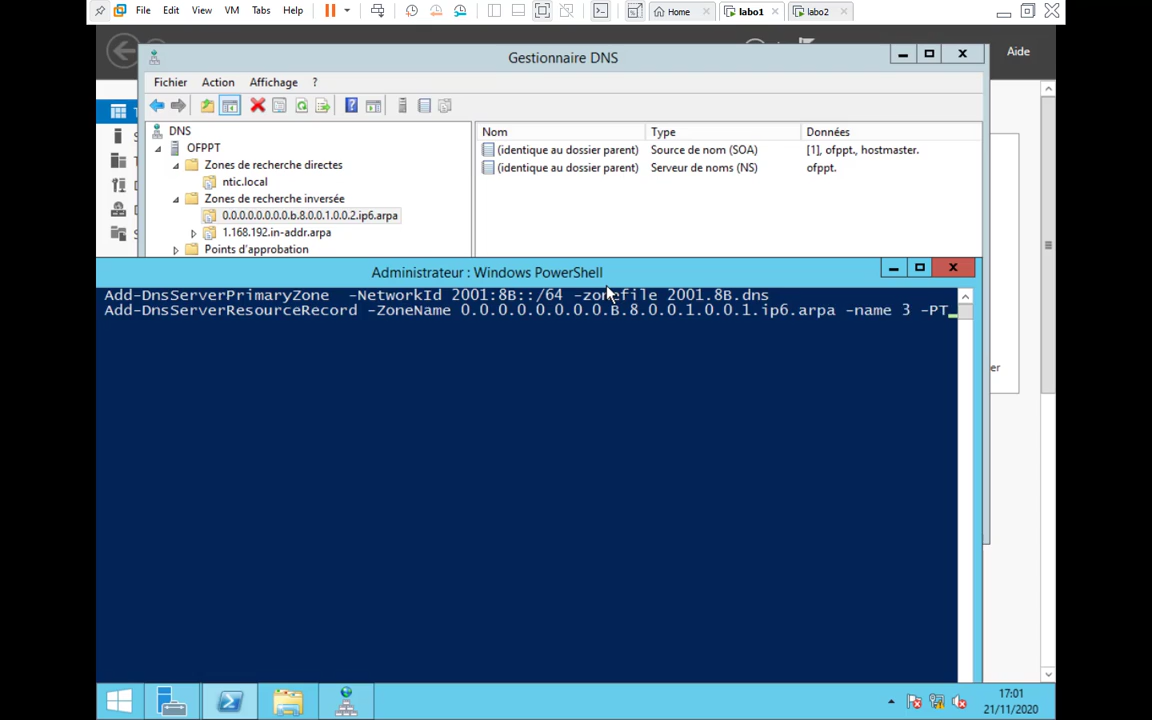 File Edit View VM Tabs Help Home labo1 labo2
Gestionnaire DNS
Aide
Fichier Action Affichage ?
DNS
OFPPT
Zones de recherche directes
ntic.local
Zones de recherche inversée
0.0.0.0.0.0.0.0.b.8.0.0.1.0.0.2.ip6.arpa
1.168.192.in-addr.arpa
Points d'approbation
Nom Type Données
(identique au dossier parent) Source de nom (SOA) [1], ofppt., hostmaster.
(identique au dossier parent) Serveur de noms (NS) ofppt.
Administrateur : Windows PowerShell
Add-DnsServerPrimaryZone -NetworkId 2001:8B::/64 -zonefile 2001.8B.dns
Add-DnsServerResourceRecord -ZoneName 0.0.0.0.0.0.0.0.B.8.0.0.1.0.0.1.ip6.arpa -name 3 -PT_
er
17:01
21/11/2020